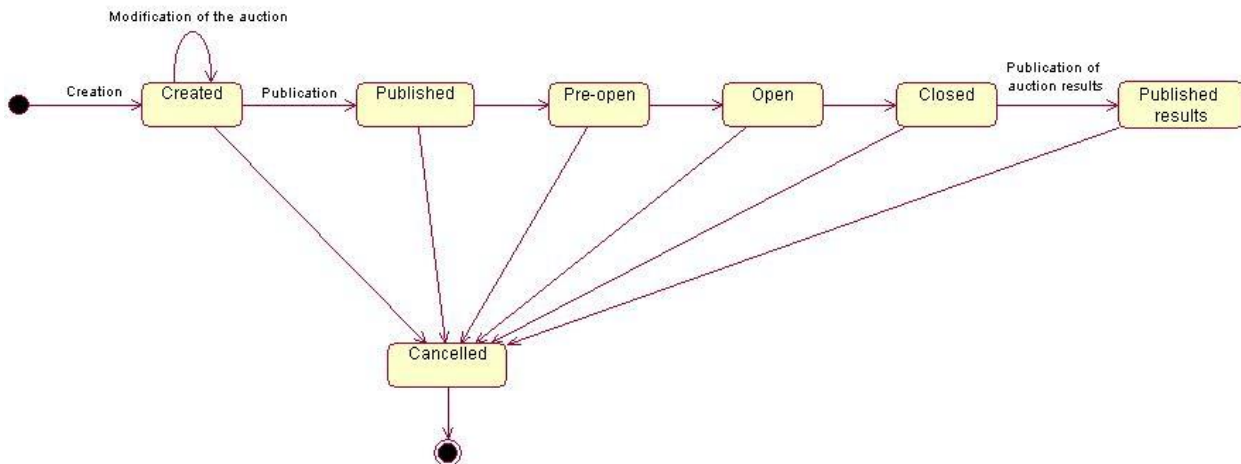 Modification of the auction
Creation
Created
Publication
Published
Pre-open
Open
Closed
Publication of
auction results
Published
results
Cancelled